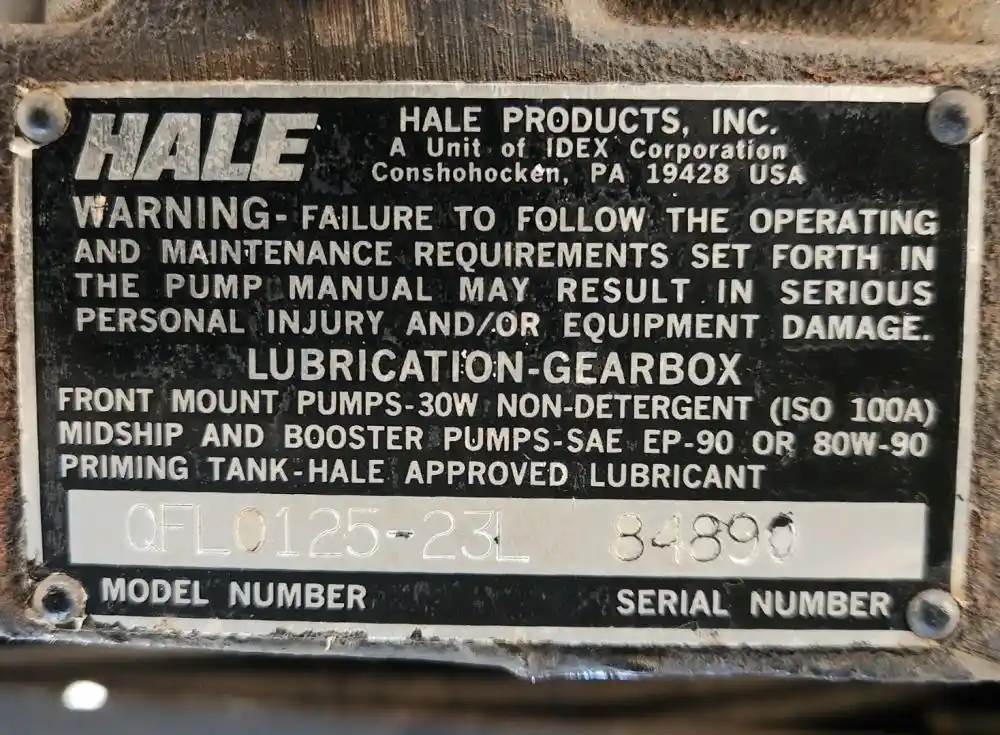 HALE
HALE PRODUCTS, INC.
A Unit of IDEX Corporation
Conshohocken, PA 19428 USA
WARNING- FAILURE TO FOLLOW THE OPERATING
AND MAINTENANCE REQUIREMENTS SET FORTH IN
THE PUMP MANUAL MAY RESULT IN SERIOUS
PERSONAL INJURY AND/OR EQUIPMENT DAMAGE.
LUBRICATION-GEARBOX
FRONT MOUNT PUMPS-30W NON-DETERGENT (ISO 100A)
MIDSHIP AND BOOSTER PUMPS-SAE EP-90 OR 80W-90
PRIMING TANK-HALE APPROVED LUBRICANT
QFLO125-23L 84890
MODEL NUMBER SERIAL NUMBER